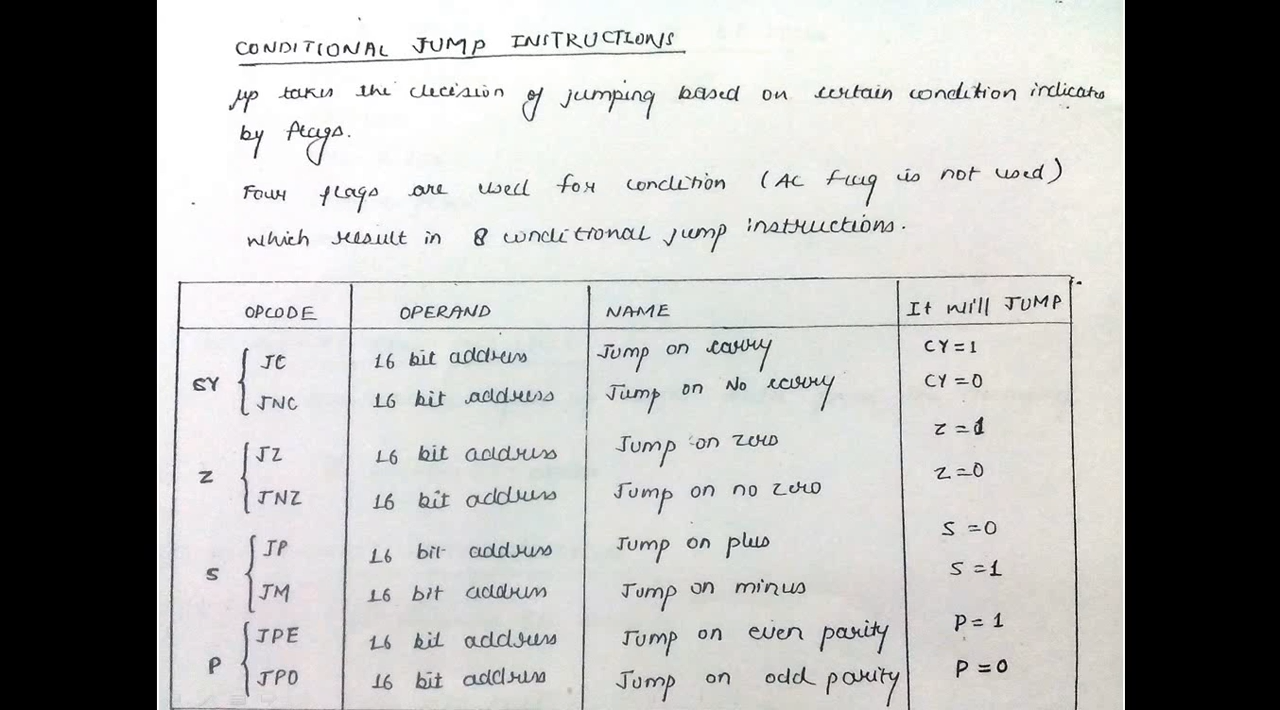 CONDITIONAL JUMP INSTRUCTIONS
μp takes the decision of jumping based on certain condition indicates
by flags.
Four flags are used for condition (AC flag is not used)
which result in 8 conditional jump instructions.
OPCODE OPERAND NAME It will JUMP
CY JC 16 bit address Jump on carry CY=1
JNC 16 bit address Jump on No carry CY=0
Z JZ 16 bit address Jump on zero Z=1
JNZ 16 bit address Jump on no zero Z=0
S JP 16 bit address Jump on plus S=0
JM 16 bit address Jump on minus S=1
P JPE 16 bit address Jump on even parity P=1
JPO 16 bit address Jump on odd parity P=0